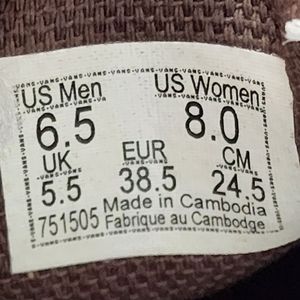 US Men US Women
6.5 8.0
UK EUR CM
5.5 38.5 24.5
751505 Made in Cambodia
Fabrique au Cambodge